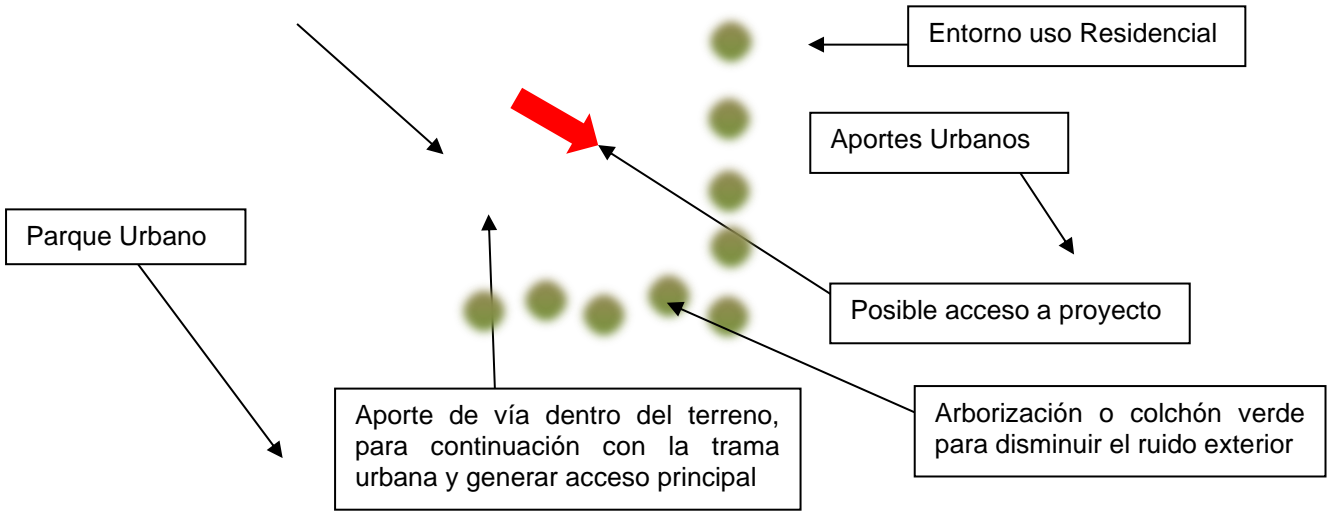 Entorno uso Residencial
Aportes Urbanos
Parque Urbano
Posible acceso a proyecto
Aporte de vía dentro del terreno,
para continuación con la trama
urbana y generar acceso principal
Arborización o colchón verde
para disminuir el ruido exterior